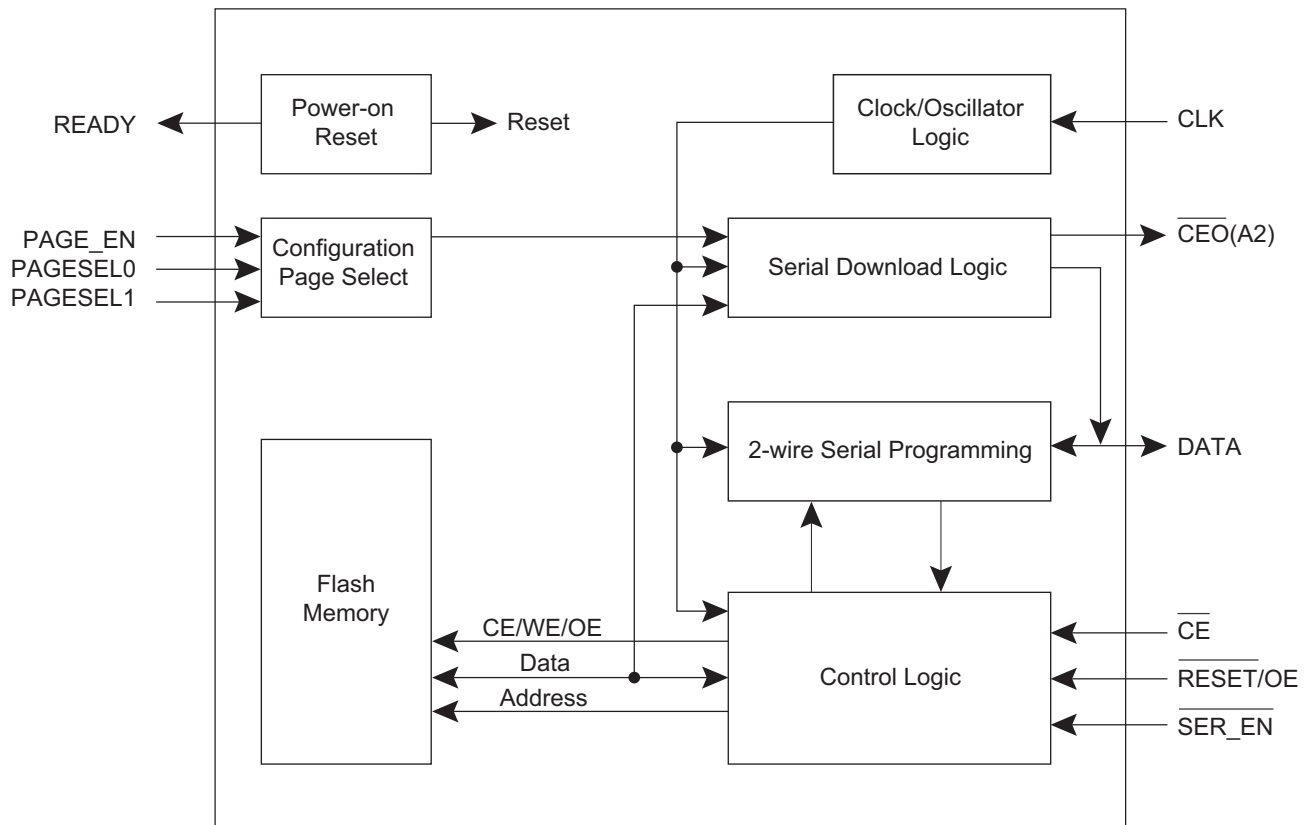 READY
Power-on
Reset
Reset
Clock/Oscillator
Logic
CLK
PAGE_EN
PAGESEL0
PAGESEL1
Configuration
Page Select
Serial Download Logic
CEO(A2)
2-wire Serial Programming
DATA
Flash
Memory
CE/WE/OE
Data
Address
Control Logic
CE
RESET/OE
SER_EN